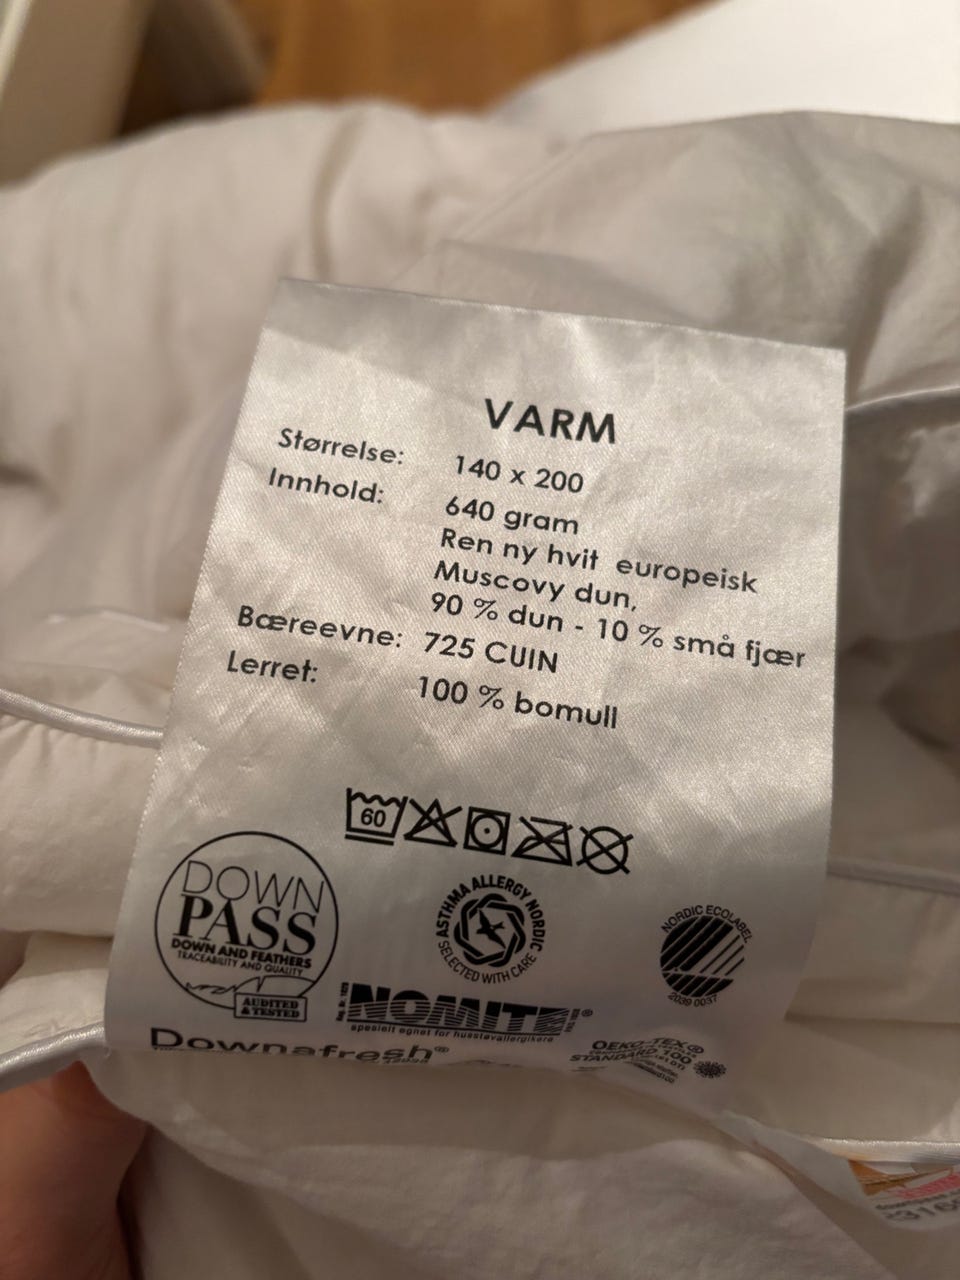 VARM
Størrelse: 140 x 200
Innhold: 640 gram
Ren ny hvit europeisk
Muscovy dun,
90 % dun - 10 % små fjær
Bæreevne: 725 CUIN
Lerret: 100 % bomull
60
DOWN
PASS
DOWN AND FEATHERS
TRACEABILITY AND QUALITY
AUDITED
& TESTED
ASTHMA ALLERGY NORDIC
SELECTED WITH CARE
NORDIC ECOLABEL
2039 0037
NOMITE®
spesielt egnet for husstøvallergikere
Downafresh®
OEKO-TEX®
STANDARD 100